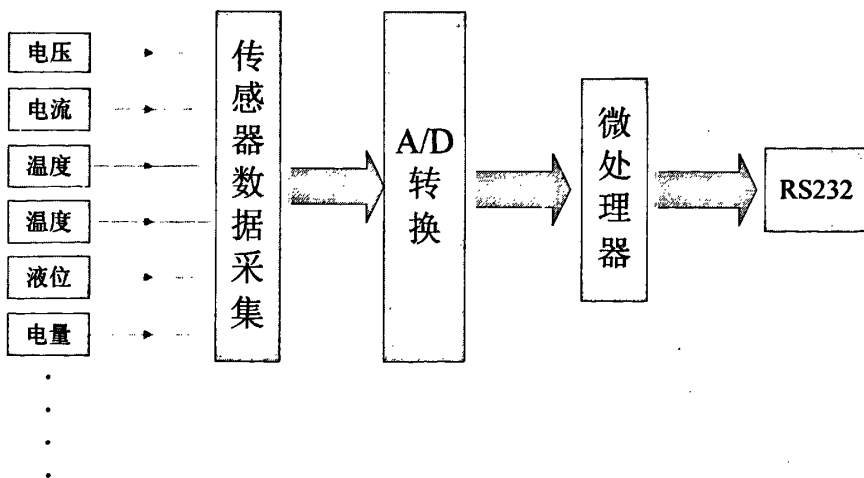 电压
电流
温度
温度
液位
电量
传感器数据采集
A/D
转换
微处理器
RS232